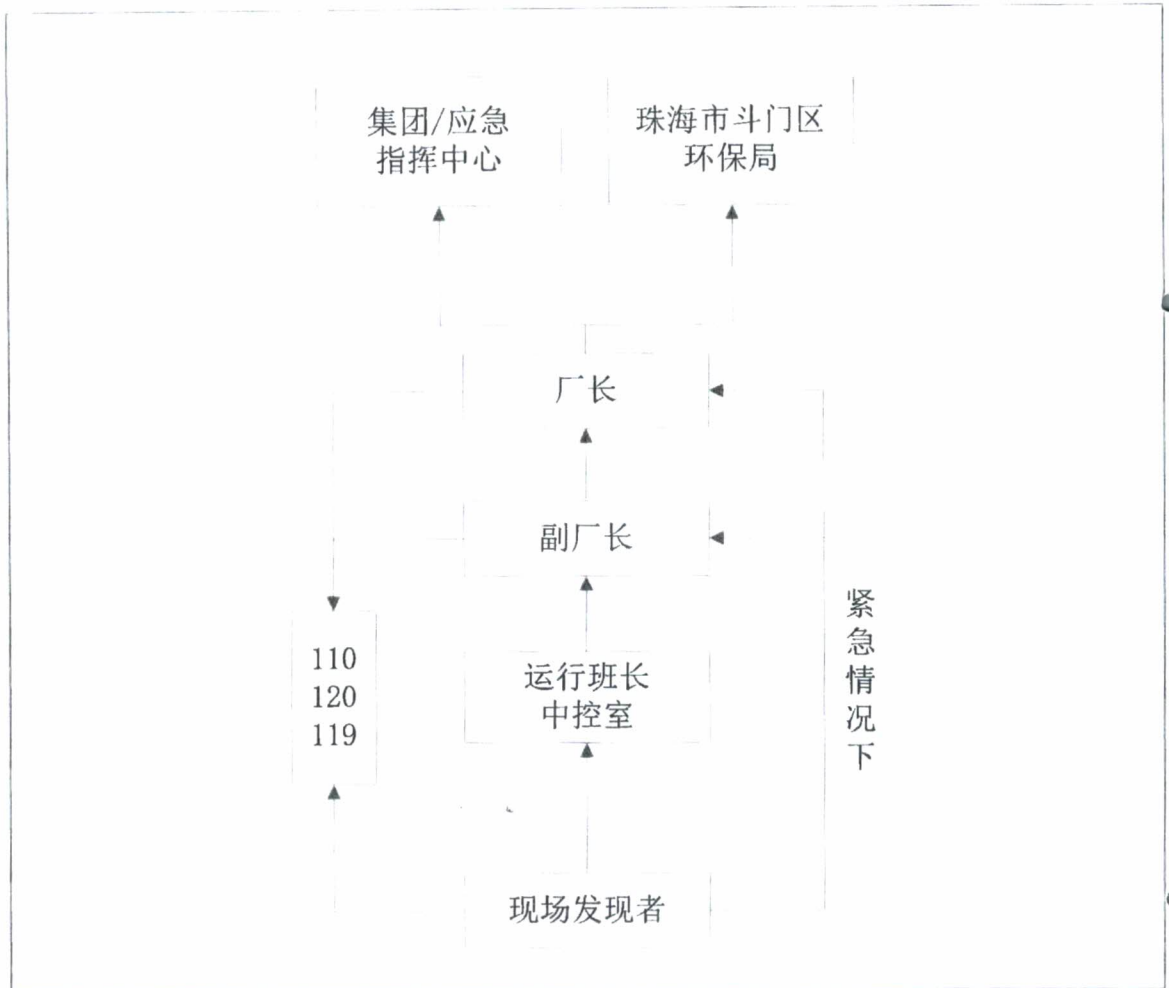 集团/应急
指挥中心
珠海市斗门区
环保局
厂长
副厂长
110
120
119
运行班长
中控室
紧急情况下
现场发现者